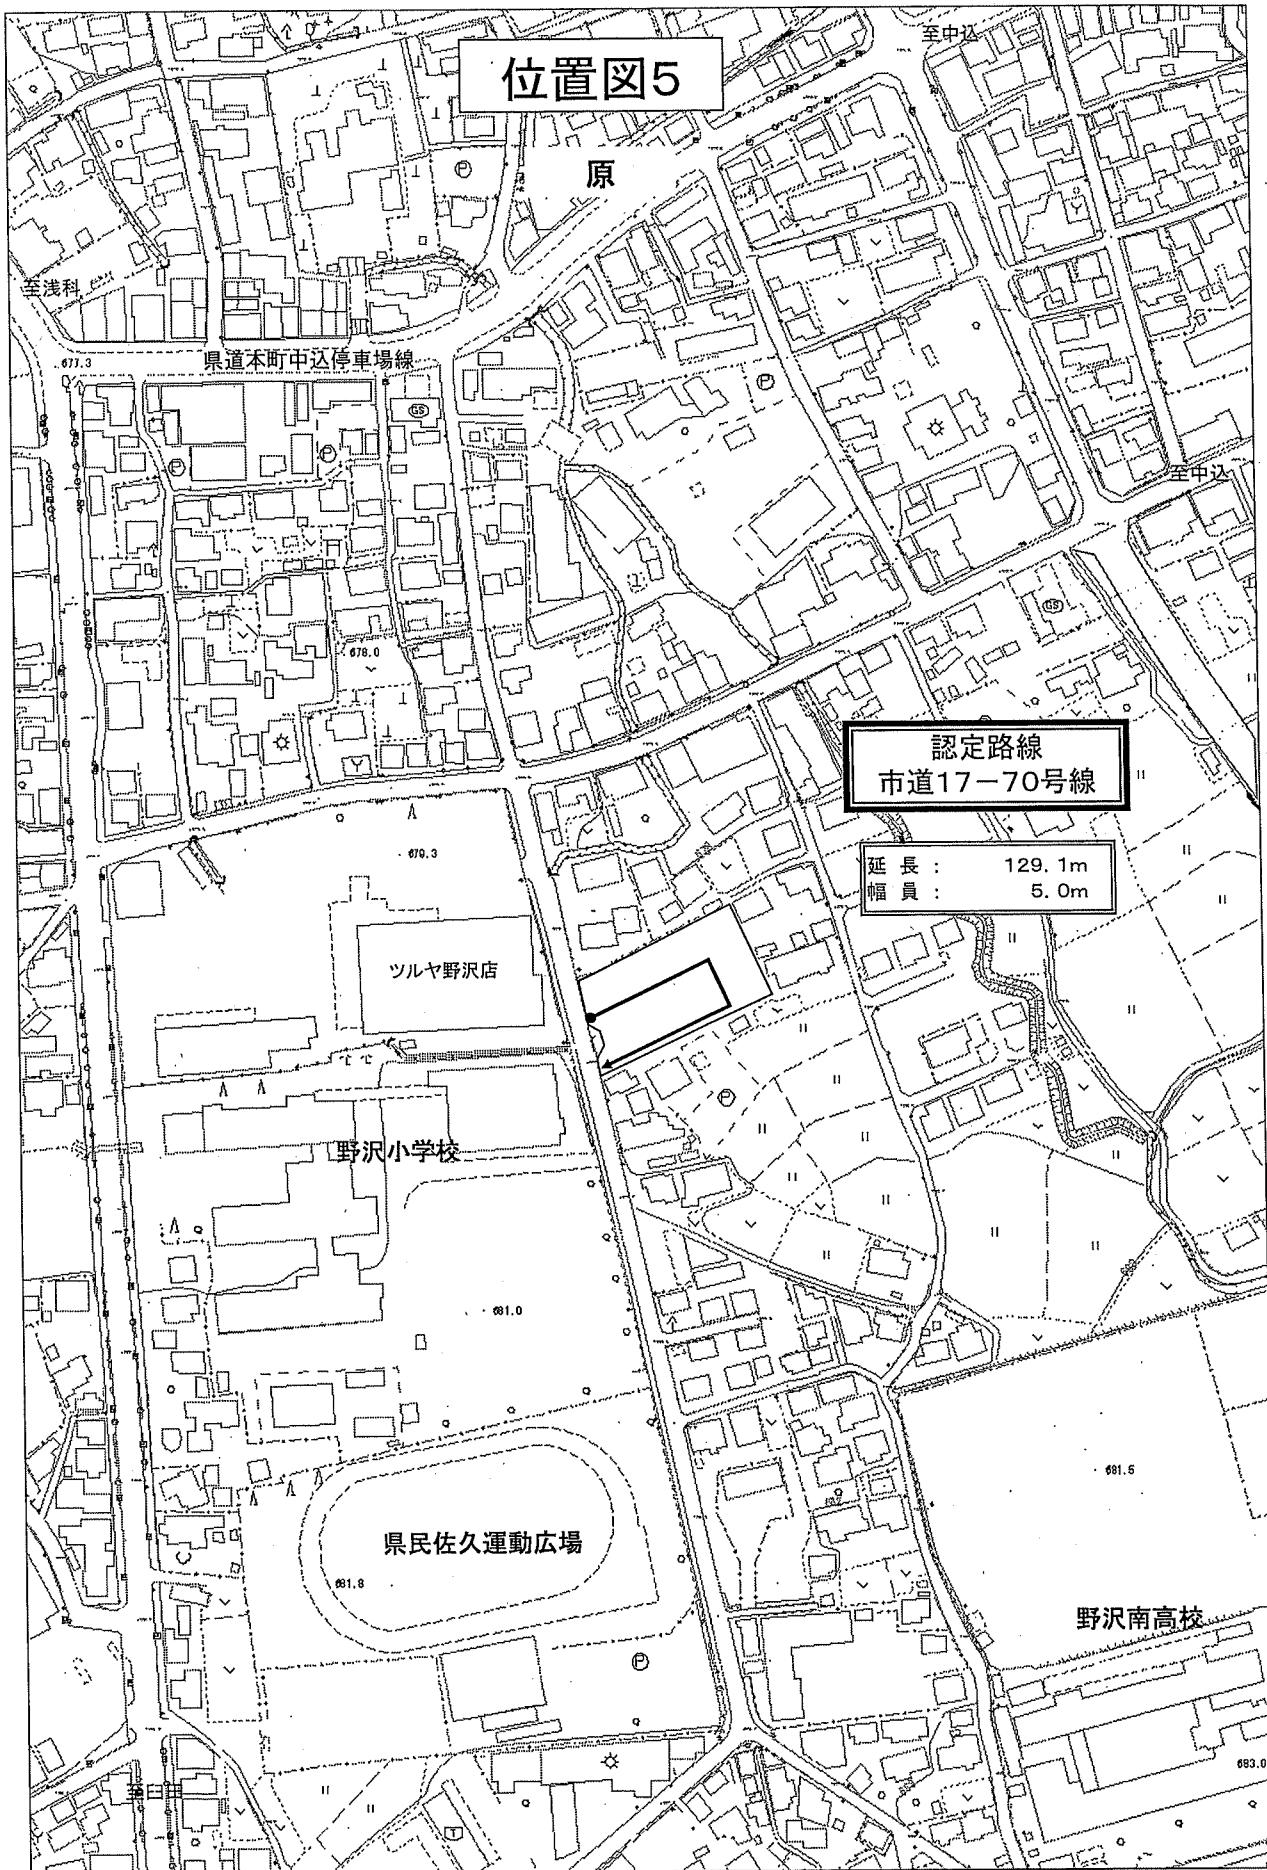 至中込
位置図5
原
至浅科
677.3
県道本町中込停車場線
GS
P
P
P
P
至中込
GS
678.0
認定路線
市道17−70号線
679.3
延長： 129.1m
幅員： 5.0m
ツルヤ野沢店
P
野沢小学校
681.0
681.5
県民佐久運動広場
681.8
野沢南高校
P
683.0